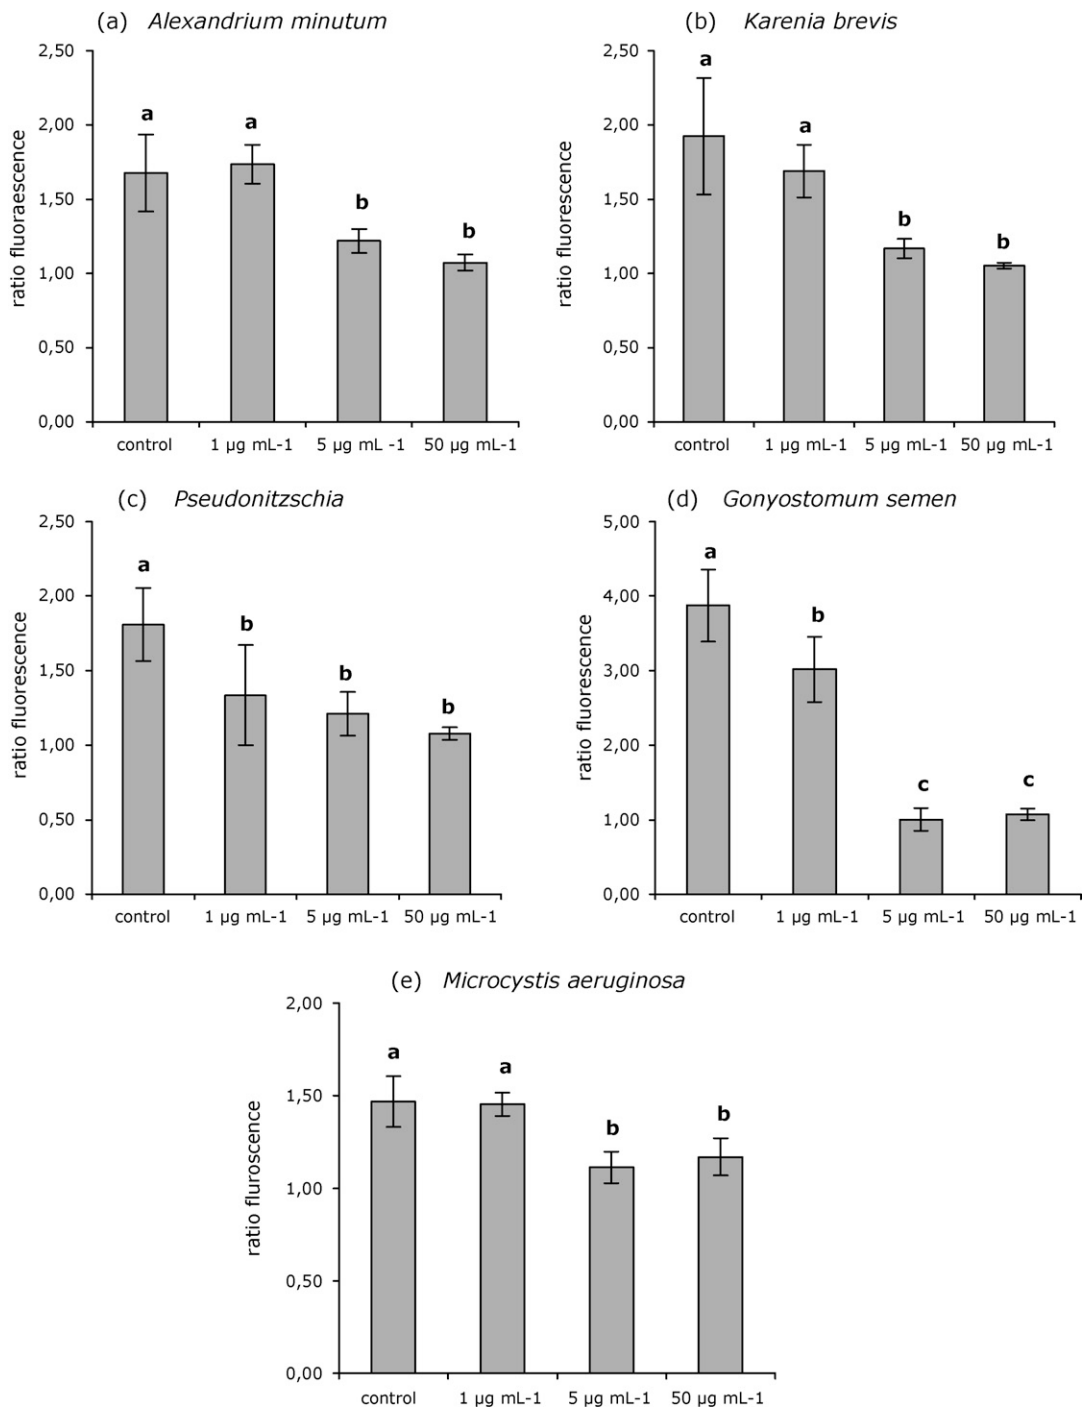 (a) Alexandrium minutum
2,50
2,00
1,50
1,00
0,50
0,00
ratio fluoraescence
a
a
b
b
control
1 µg mL-1
5 µg mL -1
50 µg mL-1
(b) Karenia brevis
2,50
2,00
1,50
1,00
0,50
0,00
ratio fluorescence
a
a
b
b
control
1 µg mL-1
5 µg mL-1
50 µg mL-1
(c) Pseudonitzschia
2,50
2,00
1,50
1,00
0,50
0,00
ratio fluorescence
a
b
b
b
control
1 µg mL-1
5 µg mL-1
50 µg mL-1
(d) Gonyostomum semen
5,00
4,00
3,00
2,00
1,00
0,00
ratio fluorescence
a
b
c
c
control
1 µg mL-1
5 µg mL-1
50 µg mL-1
(e) Microcystis aeruginosa
2,00
1,50
1,00
0,50
0,00
ratio fluroscence
a
a
b
b
control
1 µg mL-1
5 µg mL-1
50 µg mL-1